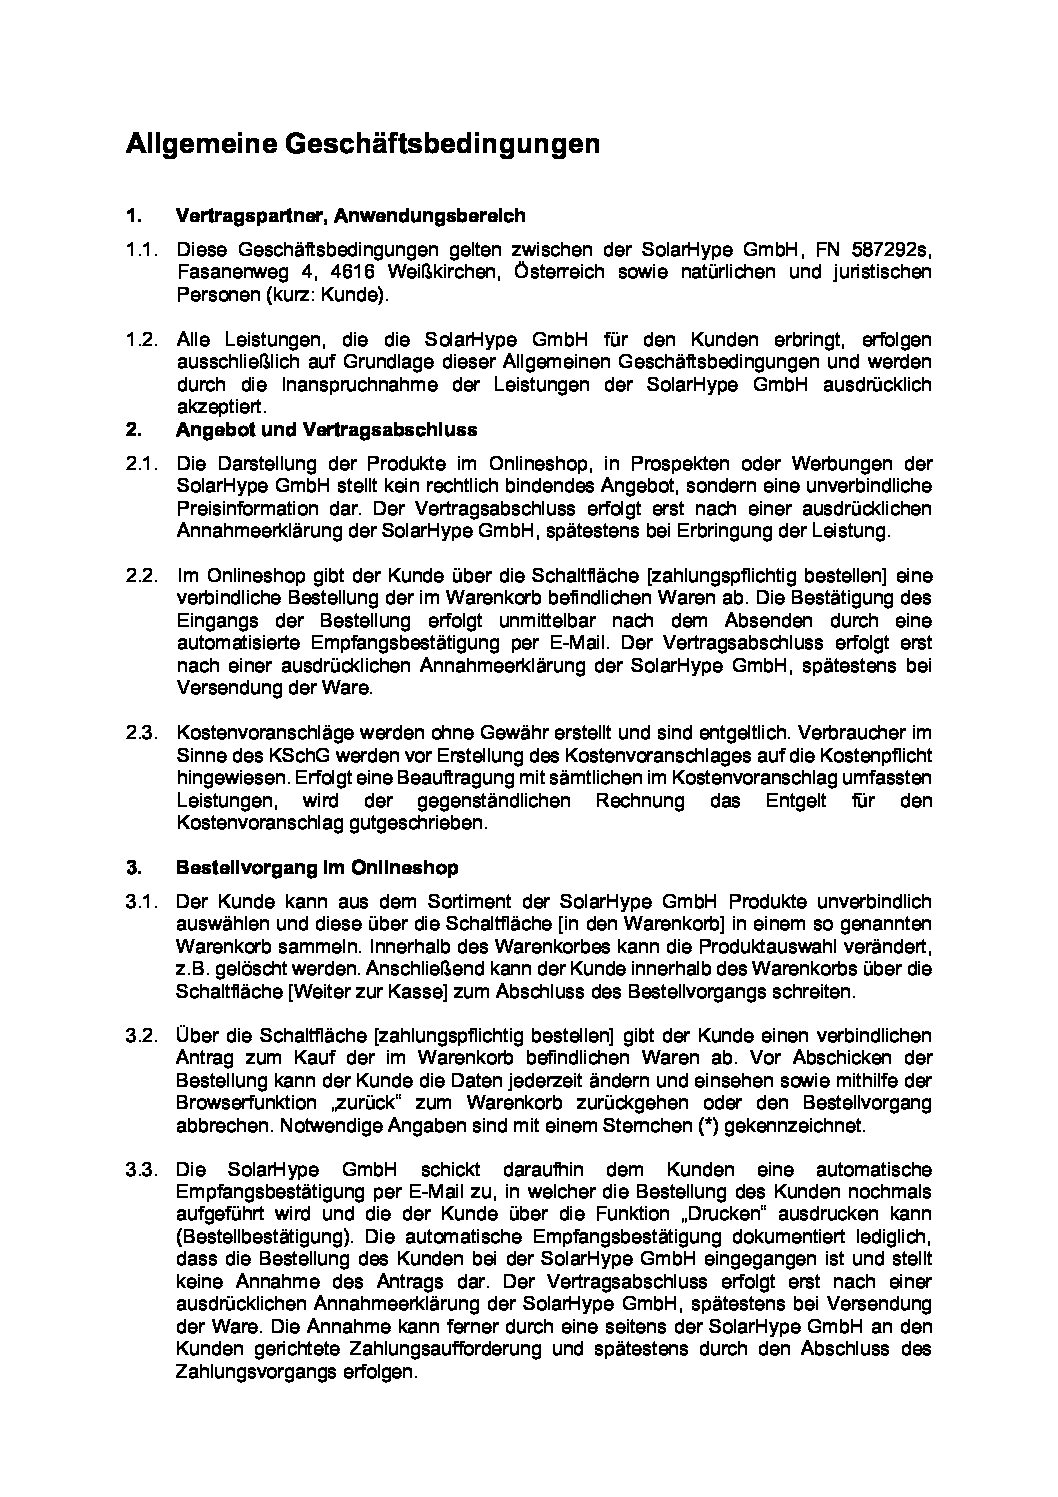 Allgemeine Geschäftsbedingungen
1. Vertragspartner, Anwendungsbereich
1.1. Diese Geschäftsbedingungen gelten zwischen der SolarHype GmbH, FN 587292s,
Fasanenweg 4, 4616 Weißkirchen, Österreich sowie natürlichen und juristischen
Personen (kurz: Kunde).
1.2. Alle Leistungen, die die SolarHype GmbH für den Kunden erbringt, erfolgen
ausschließlich auf Grundlage dieser Allgemeinen Geschäftsbedingungen und werden
durch die Inanspruchnahme der Leistungen der SolarHype GmbH ausdrücklich
akzeptiert.
2. Angebot und Vertragsabschluss
2.1. Die Darstellung der Produkte im Onlineshop, in Prospekten oder Werbungen der
SolarHype GmbH stellt kein rechtlich bindendes Angebot, sondern eine unverbindliche
Preisinformation dar. Der Vertragsabschluss erfolgt erst nach einer ausdrücklichen
Annahmeerklärung der SolarHype GmbH, spätestens bei Erbringung der Leistung.
2.2. Im Onlineshop gibt der Kunde über die Schaltfläche [zahlungspflichtig bestellen] eine
verbindliche Bestellung der im Warenkorb befindlichen Waren ab. Die Bestätigung des
Eingangs der Bestellung erfolgt unmittelbar nach dem Absenden durch eine
automatisierte Empfangsbestätigung per E-Mail. Der Vertragsabschluss erfolgt erst
nach einer ausdrücklichen Annahmeerklärung der SolarHype GmbH, spätestens bei
Versendung der Ware.
2.3. Kostenvoranschläge werden ohne Gewähr erstellt und sind entgeltlich. Verbraucher im
Sinne des KSchG werden vor Erstellung des Kostenvoranschlages auf die Kostenpflicht
hingewiesen. Erfolgt eine Beauftragung mit sämtlichen im Kostenvoranschlag umfassten
Leistungen, wird der gegenständlichen Rechnung das Entgelt für den
Kostenvoranschlag gutgeschrieben.
3. Bestellvorgang im Onlineshop
3.1. Der Kunde kann aus dem Sortiment der SolarHype GmbH Produkte unverbindlich
auswählen und diese über die Schaltfläche [in den Warenkorb] in einem so genannten
Warenkorb sammeln. Innerhalb des Warenkorbes kann die Produktauswahl verändert,
z.B. gelöscht werden. Anschließend kann der Kunde innerhalb des Warenkorbs über die
Schaltfläche [Weiter zur Kasse] zum Abschluss des Bestellvorgangs schreiten.
3.2. Über die Schaltfläche [zahlungspflichtig bestellen] gibt der Kunde einen verbindlichen
Antrag zum Kauf der im Warenkorb befindlichen Waren ab. Vor Abschicken der
Bestellung kann der Kunde die Daten jederzeit ändern und einsehen sowie mithilfe der
Browserfunktion „zurück“ zum Warenkorb zurückgehen oder den Bestellvorgang
abbrechen. Notwendige Angaben sind mit einem Sternchen (*) gekennzeichnet.
3.3. Die SolarHype GmbH schickt daraufhin dem Kunden eine automatische
Empfangsbestätigung per E-Mail zu, in welcher die Bestellung des Kunden nochmals
aufgeführt wird und die der Kunde über die Funktion „Drucken“ ausdrucken kann
(Bestellbestätigung). Die automatische Empfangsbestätigung dokumentiert lediglich,
dass die Bestellung des Kunden bei der SolarHype GmbH eingegangen ist und stellt
keine Annahme des Antrags dar. Der Vertragsabschluss erfolgt erst nach einer
ausdrücklichen Annahmeerklärung der SolarHype GmbH, spätestens bei Versendung
der Ware. Die Annahme kann ferner durch eine seitens der SolarHype GmbH an den
Kunden gerichtete Zahlungsaufforderung und spätestens durch den Abschluss des
Zahlungsvorgangs erfolgen.